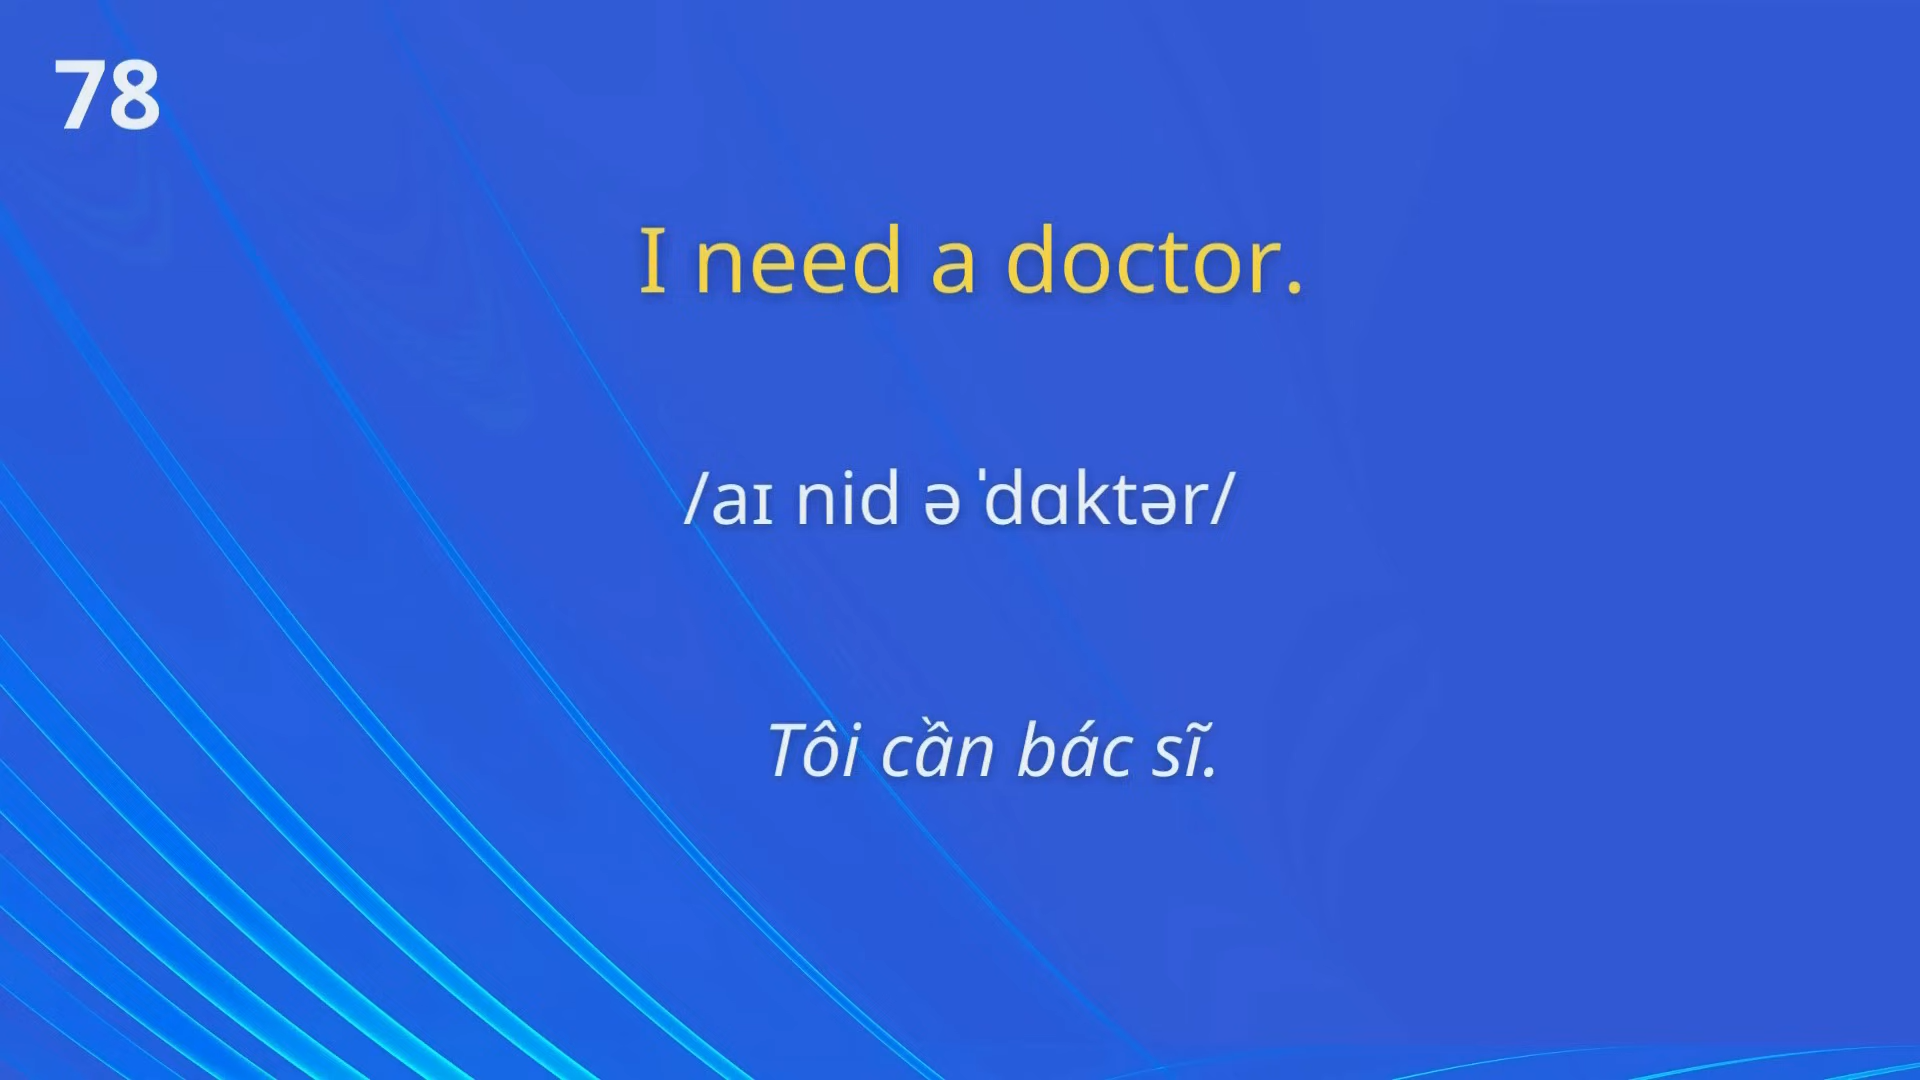 78
I need a doctor.
/aɪ nid ə ˈdɑktər/
Tôi cần bác sĩ.